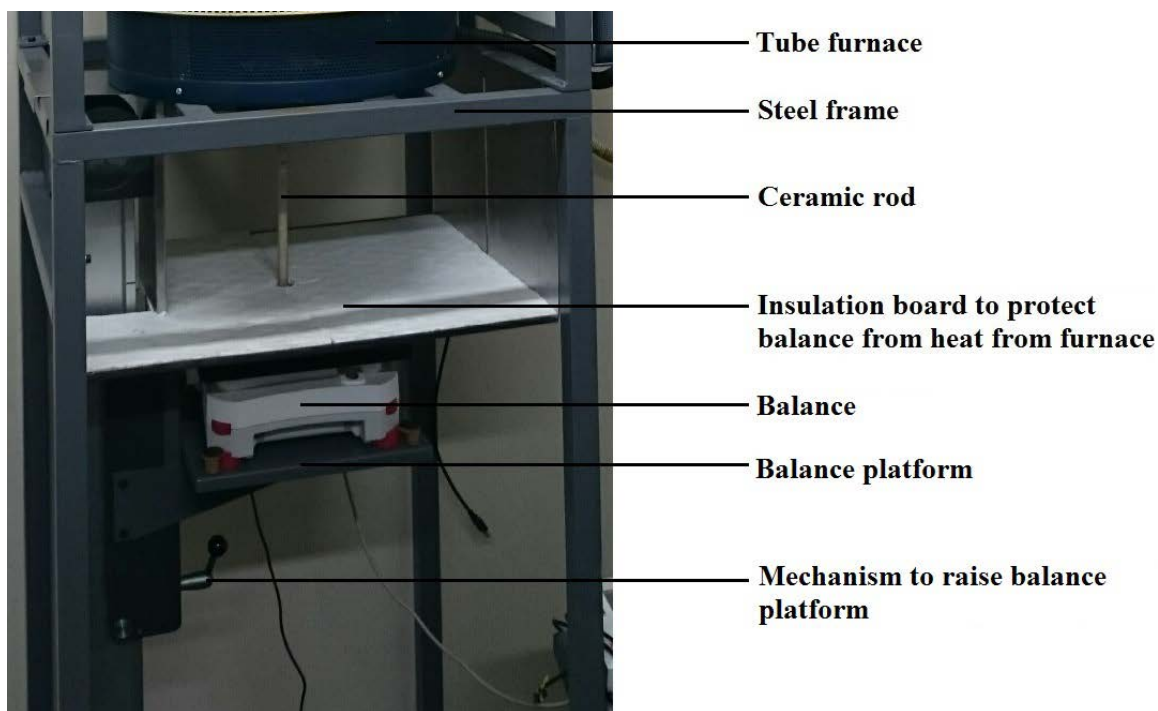 Tube furnace
Steel frame
Ceramic rod
Insulation board to protect
balance from heat from furnace
Balance
Balance platform
Mechanism to raise balance
platform